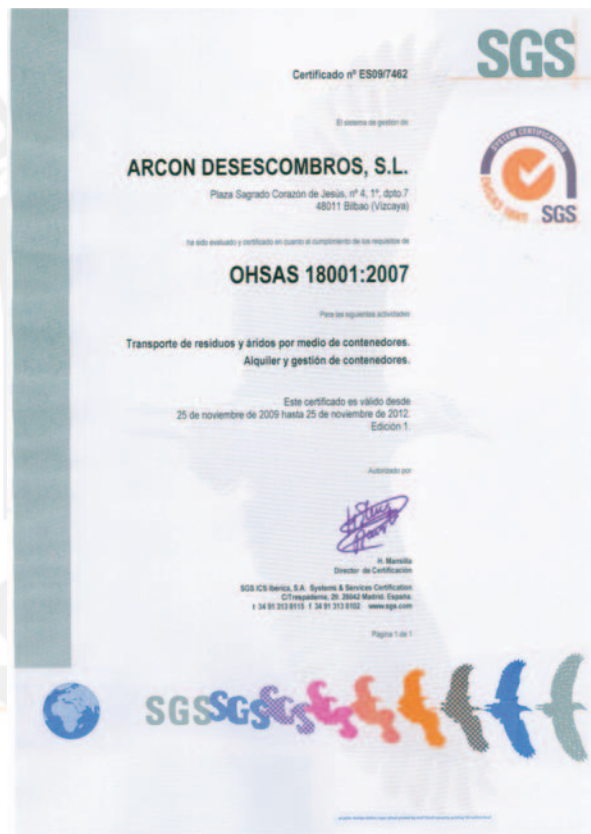 SGS
Certificado nº ES09/7462
El sistema de gestión de
SYSTEM CERTIFICATION
SGS
ARCON DESESCOMBROS, S.L.
Plaza Sagrado Corazón de Jesús, nº 4, 1º, dpto.7
48011 Bilbao (Vizcaya)
ha sido evaluado y certificado en cuanto al cumplimiento de los requisitos de
OHSAS 18001:2007
Para las siguientes actividades
Transporte de residuos y áridos por medio de contenedores.
Alquiler y gestión de contenedores.
Este certificado es válido desde
25 de noviembre de 2009 hasta 25 de noviembre de 2012.
Edición 1.
Autorizado por
H. Mansilla
Director de Certificación
SGS ICS Ibérica, S.A. Systems & Services Certification
C/Trespaderne, 29. 28042 Madrid. España.
t 34 91 313 8115 f 34 91 313 8102 www.sgs.com
Página 1 de 1
SGSSGSSGS